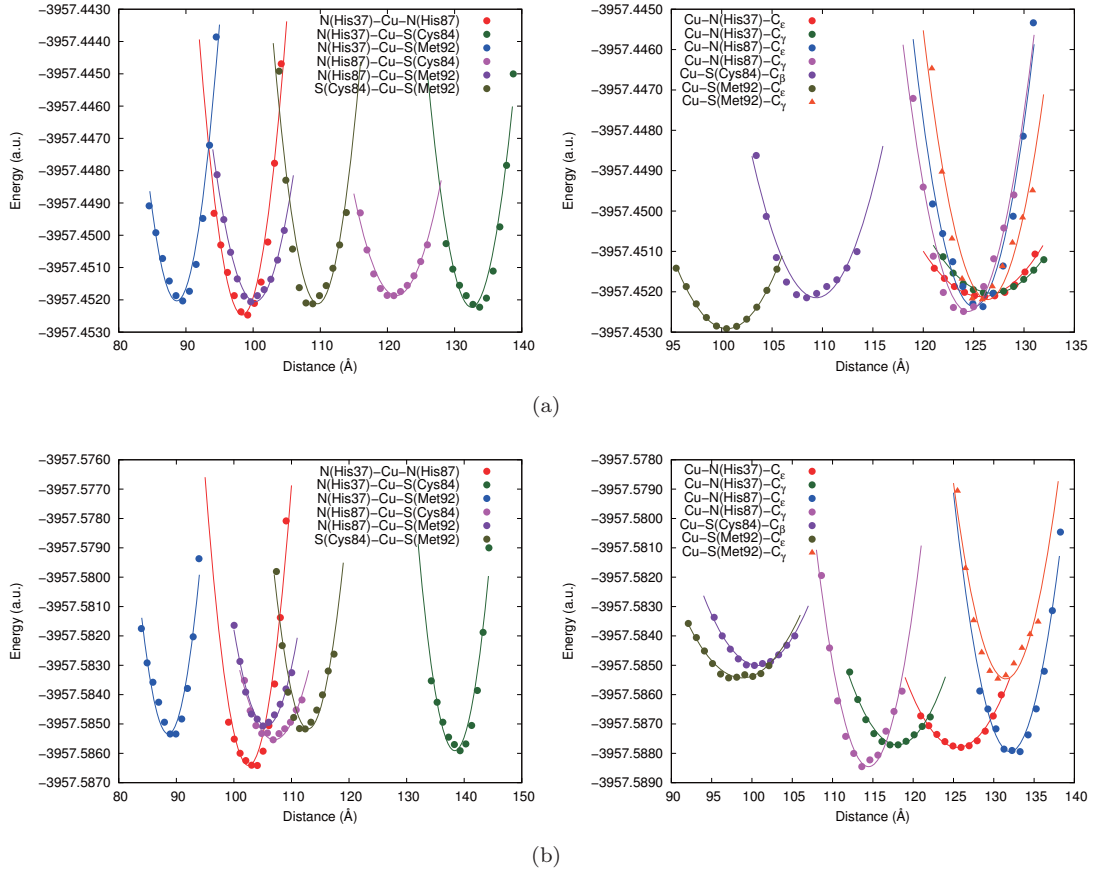 -3957.4430
-3957.4440
-3957.4450
-3957.4460
-3957.4470
-3957.4480
-3957.4490
-3957.4500
-3957.4510
-3957.4520
-3957.4530
Energy (a.u.)
80 90 100 110 120 130 140
Distance (Å)
N(His37)-Cu-N(His87)
N(His37)-Cu-S(Cys84)
N(His37)-Cu-S(Met92)
N(His87)-Cu-S(Cys84)
N(His87)-Cu-S(Met92)
S(Cys84)-Cu-S(Met92)
-3957.4450
-3957.4460
-3957.4470
-3957.4480
-3957.4490
-3957.4500
-3957.4510
-3957.4520
-3957.4530
Energy (a.u.)
95 100 105 110 115 120 125 130 135
Distance (Å)
Cu-N(His37)-Cε
Cu-N(His37)-Cγ
Cu-N(His87)-Cε
Cu-N(His87)-Cγ
Cu-S(Cys84)-Cβ
Cu-S(Met92)-Cε
Cu-S(Met92)-Cγ
(a)
-3957.5760
-3957.5770
-3957.5780
-3957.5790
-3957.5800
-3957.5810
-3957.5820
-3957.5830
-3957.5840
-3957.5850
-3957.5860
-3957.5870
Energy (a.u.)
80 90 100 110 120 130 140 150
Distance (Å)
N(His37)-Cu-N(His87)
N(His37)-Cu-S(Cys84)
N(His37)-Cu-S(Met92)
N(His87)-Cu-S(Cys84)
N(His87)-Cu-S(Met92)
S(Cys84)-Cu-S(Met92)
-3957.5780
-3957.5790
-3957.5800
-3957.5810
-3957.5820
-3957.5830
-3957.5840
-3957.5850
-3957.5860
-3957.5870
-3957.5880
-3957.5890
Energy (a.u.)
90 95 100 105 110 115 120 125 130 135 140
Distance (Å)
Cu-N(His37)-Cε
Cu-N(His37)-Cγ
Cu-N(His87)-Cε
Cu-N(His87)-Cγ
Cu-S(Cys84)-Cβ
Cu-S(Met92)-Cε
Cu-S(Met92)-Cγ
(b)